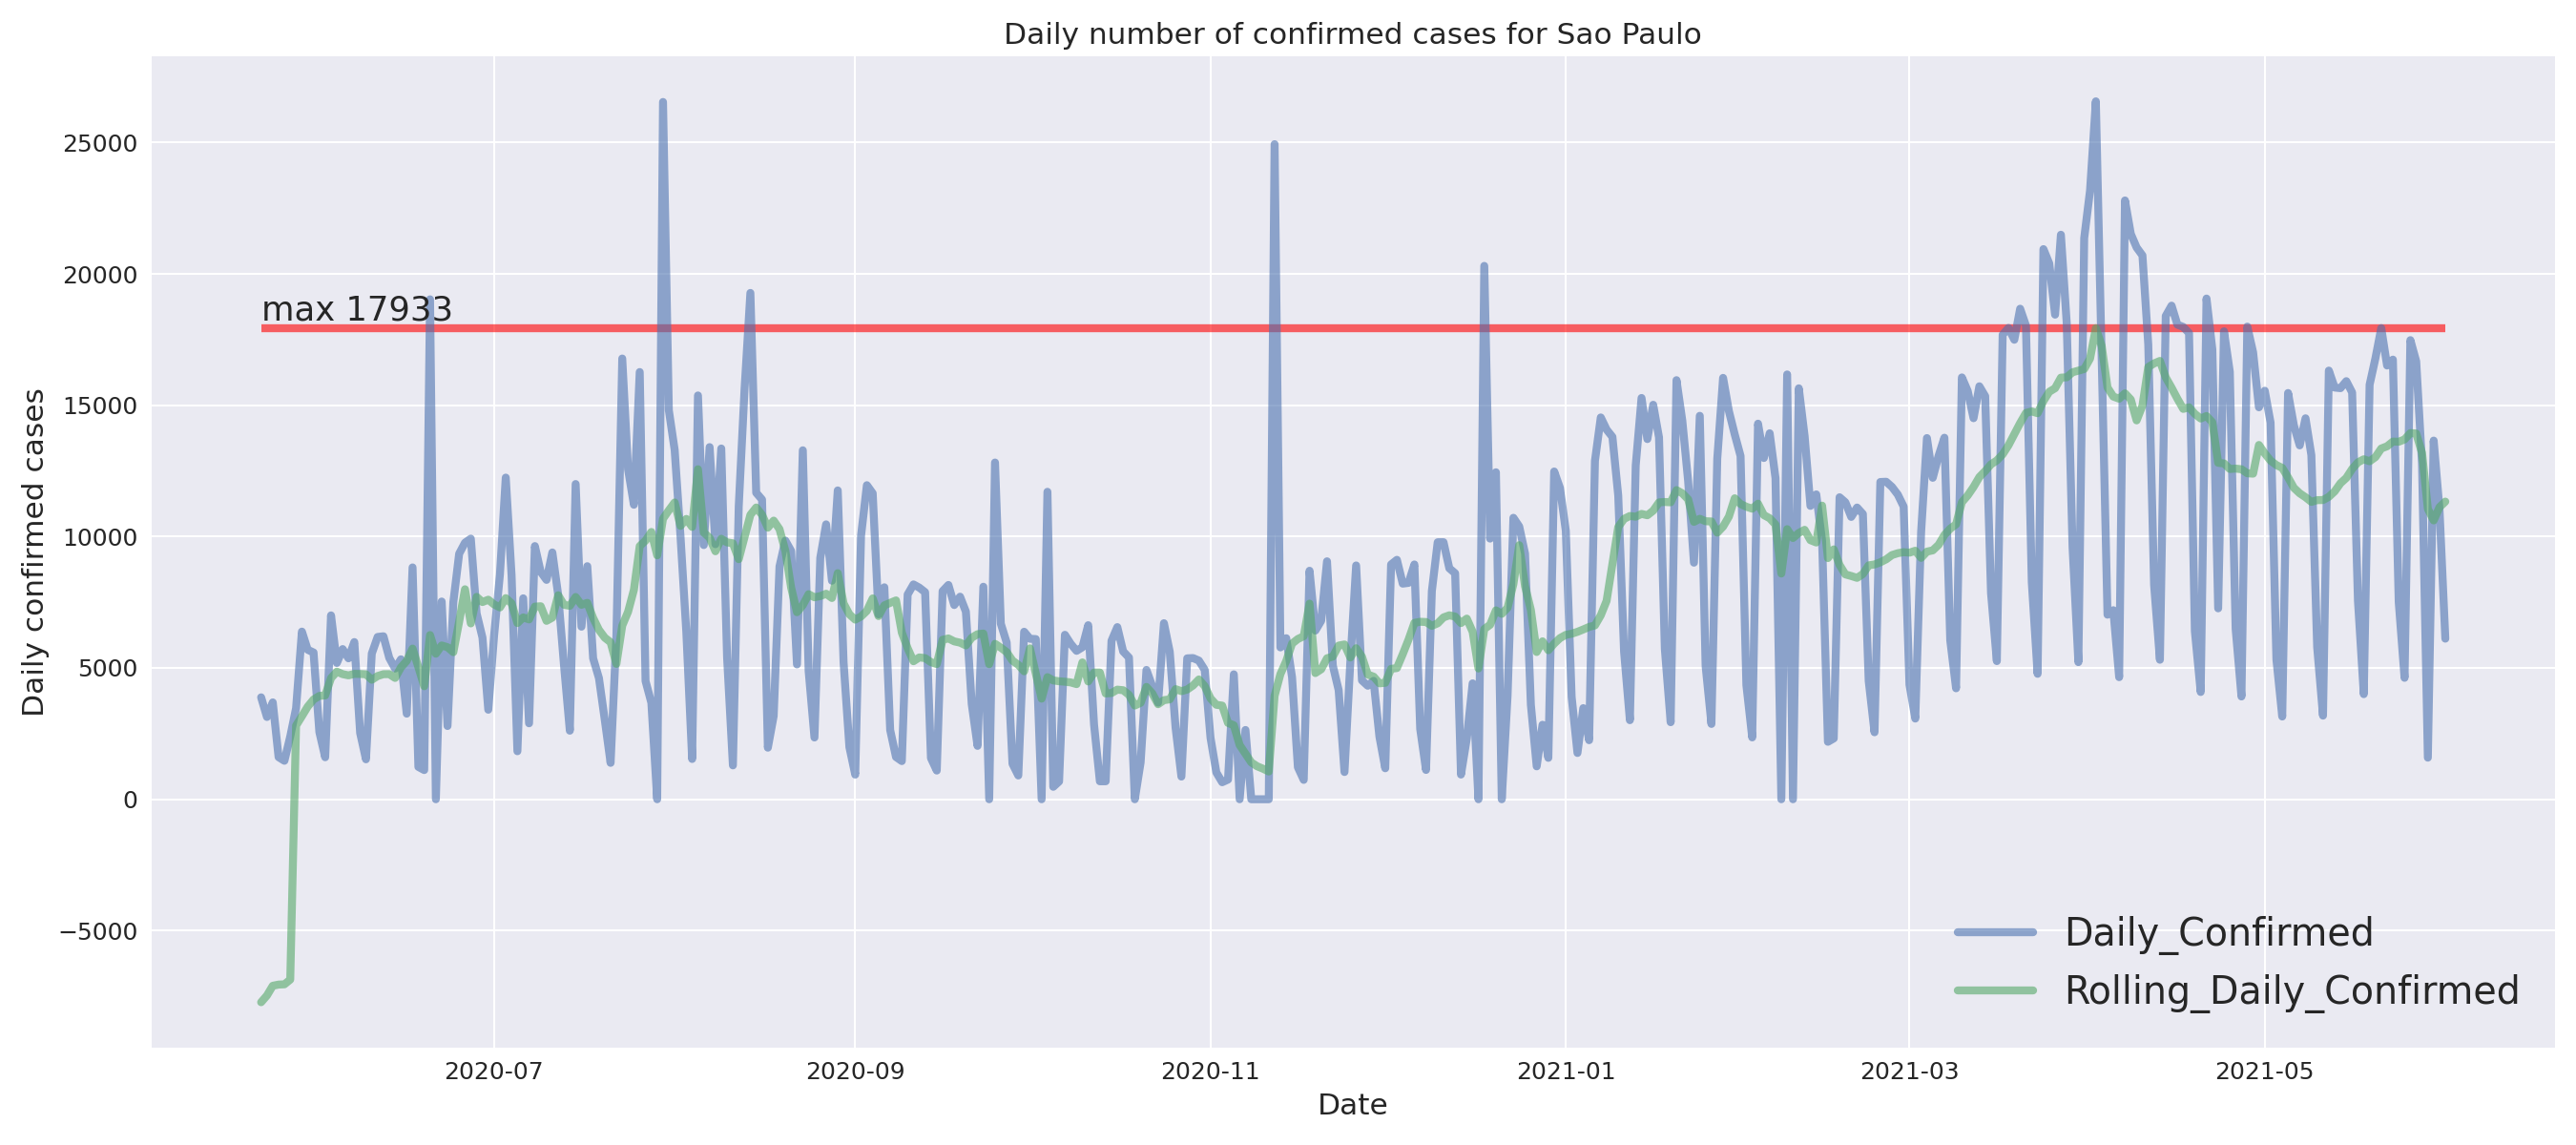 Daily number of confirmed cases for Sao Paulo
Daily confirmed cases
25000
20000
15000
10000
5000
0
−5000
max 17933
Daily_Confirmed
Rolling_Daily_Confirmed
2020-07
2020-09
2020-11
2021-01
2021-03
2021-05
Date